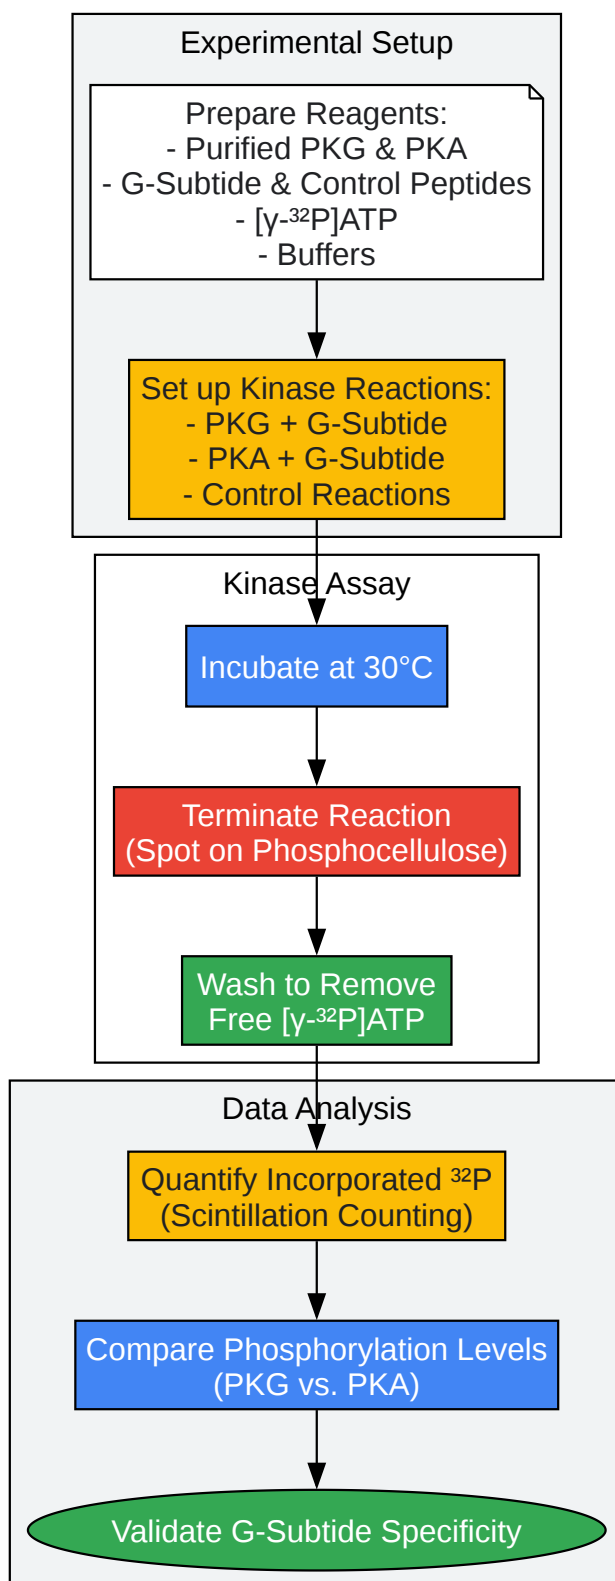 Experimental Setup
Prepare Reagents:
- Purified PKG & PKA
- G-Subtide & Control Peptides
- [γ-³²P]ATP
- Buffers
Set up Kinase Reactions:
- PKG + G-Subtide
- PKA + G-Subtide
- Control Reactions
Kinase Assay
Incubate at 30°C
Terminate Reaction
(Spot on Phosphocellulose)
Wash to Remove
Free [γ-³²P]ATP
Data Analysis
Quantify Incorporated ³²P
(Scintillation Counting)
Compare Phosphorylation Levels
(PKG vs. PKA)
Validate G-Subtide Specificity